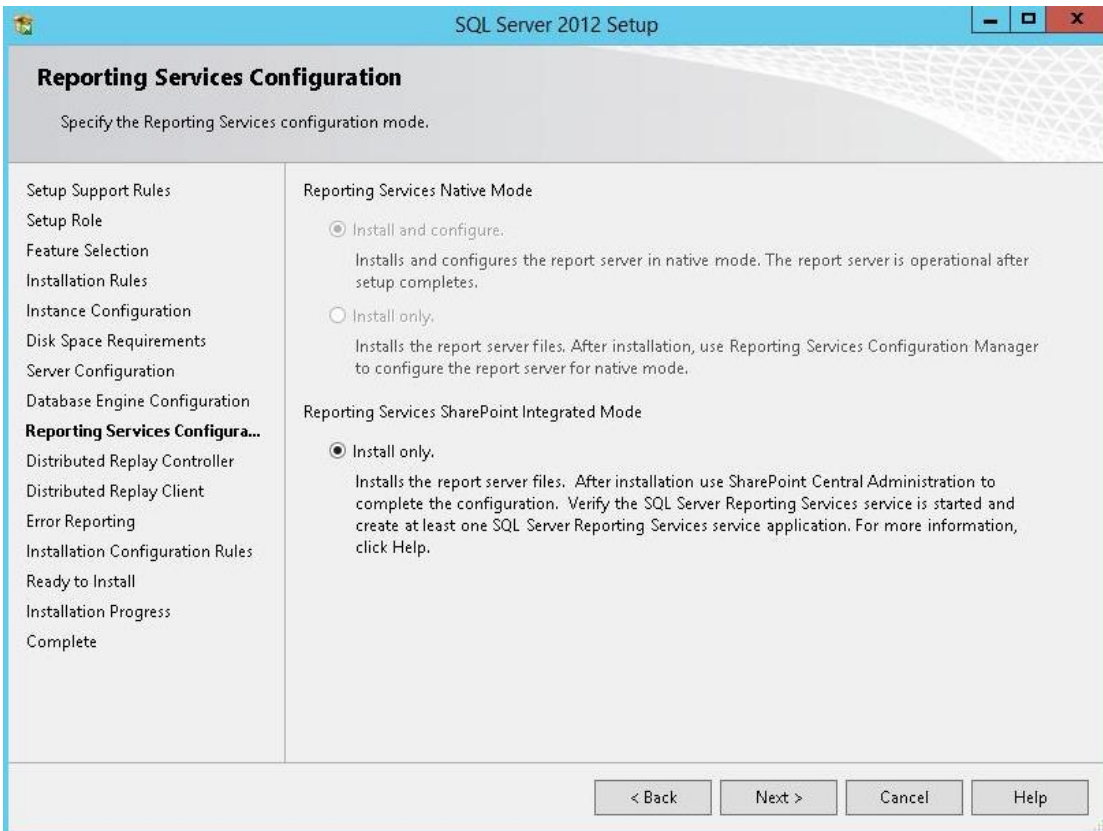 SQL Server 2012 Setup
Reporting Services Configuration
Specify the Reporting Services configuration mode.
Setup Support Rules
Setup Role
Feature Selection
Installation Rules
Instance Configuration
Disk Space Requirements
Server Configuration
Database Engine Configuration
Reporting Services Configura...
Distributed Replay Controller
Distributed Replay Client
Error Reporting
Installation Configuration Rules
Ready to Install
Installation Progress
Complete
Reporting Services Native Mode
Install and configure.
Installs and configures the report server in native mode. The report server is operational after
setup completes.
Install only.
Installs the report server files. After installation, use Reporting Services Configuration Manager
to configure the report server for native mode.
Reporting Services SharePoint Integrated Mode
Install only.
Installs the report server files. After installation use SharePoint Central Administration to
complete the configuration. Verify the SQL Server Reporting Services service is started and
create at least one SQL Server Reporting Services service application. For more information,
click Help.
< Back
Next >
Cancel
Help